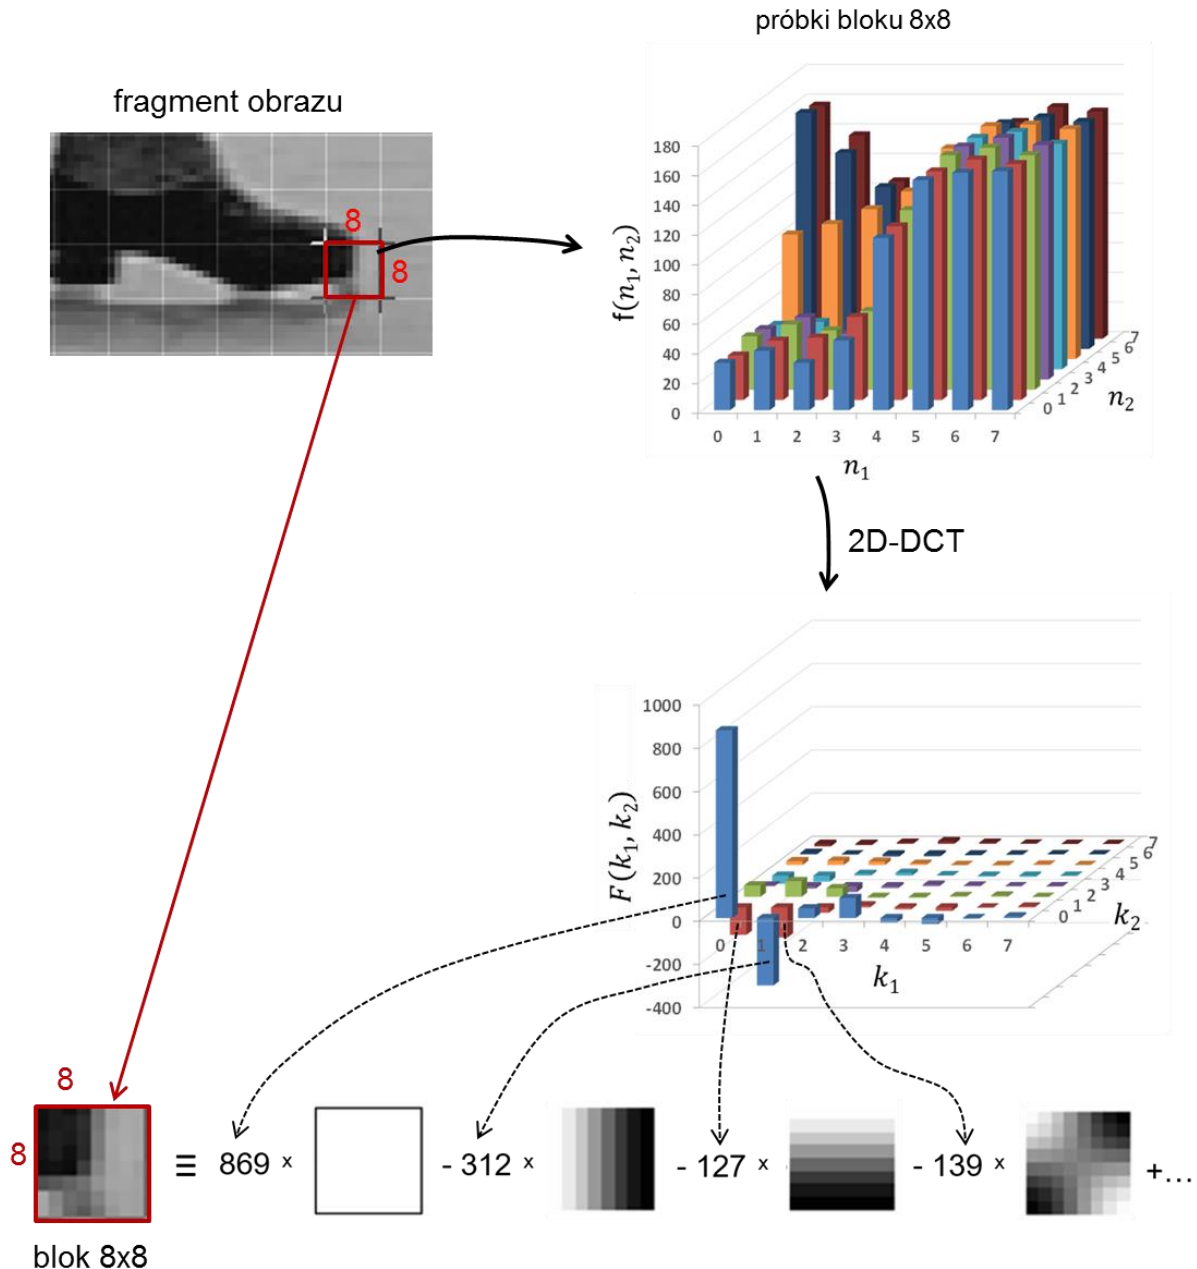 próbki bloku 8x8
fragment obrazu
8
8
f(n₁, n₂)
180
160
140
120
100
80
60
40
20
0
0 1 2 3 4 5 6 7
n₁
0 1 2 3 4 5 6 7
n₂
2D-DCT
F(k₁, k₂)
1000
800
600
400
200
0
-200
-400
0 1 2 3 4 5 6 7
k₁
0 1 2 3 4 5 6 7
k₂
8
8
≡ 869 x - 312 x - 127 x - 139 x +...
blok 8x8